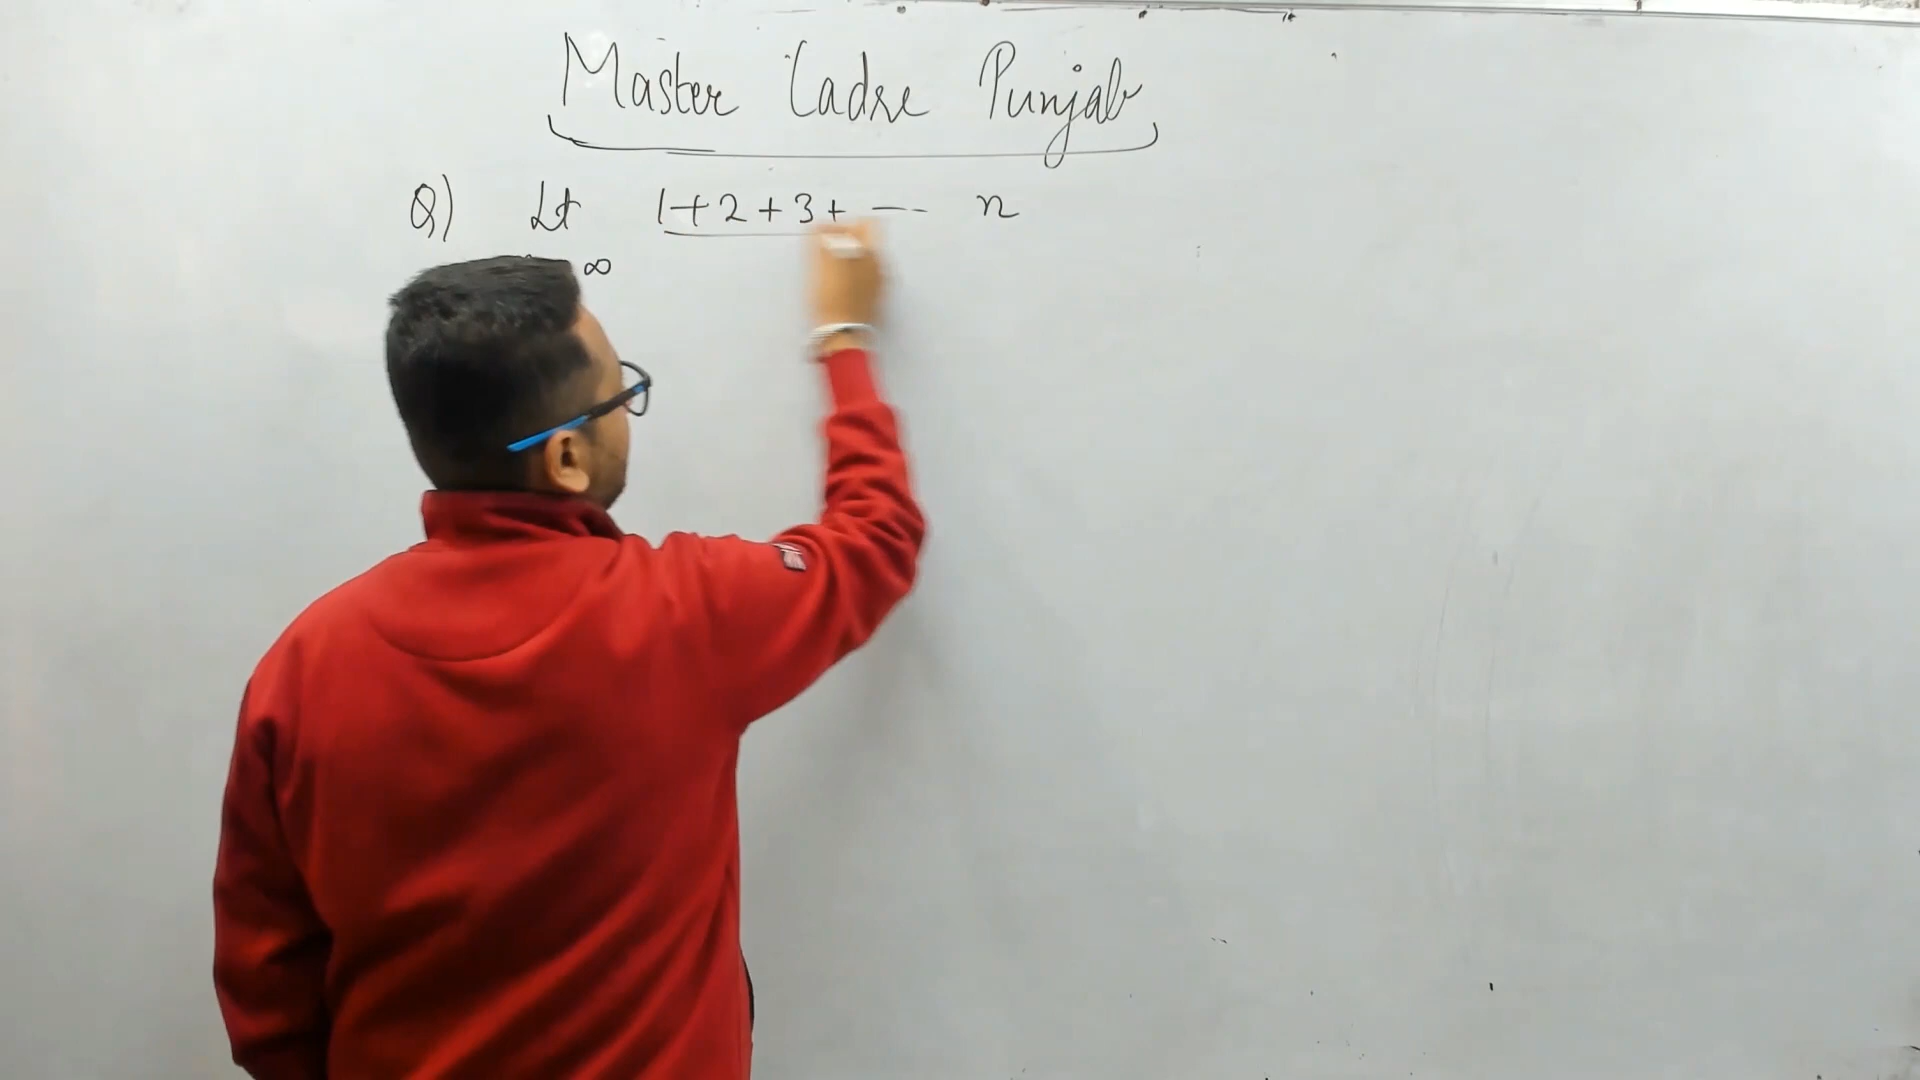 Master Cadre Punjab
Q) Lt 1+2+3+ --- n
∞